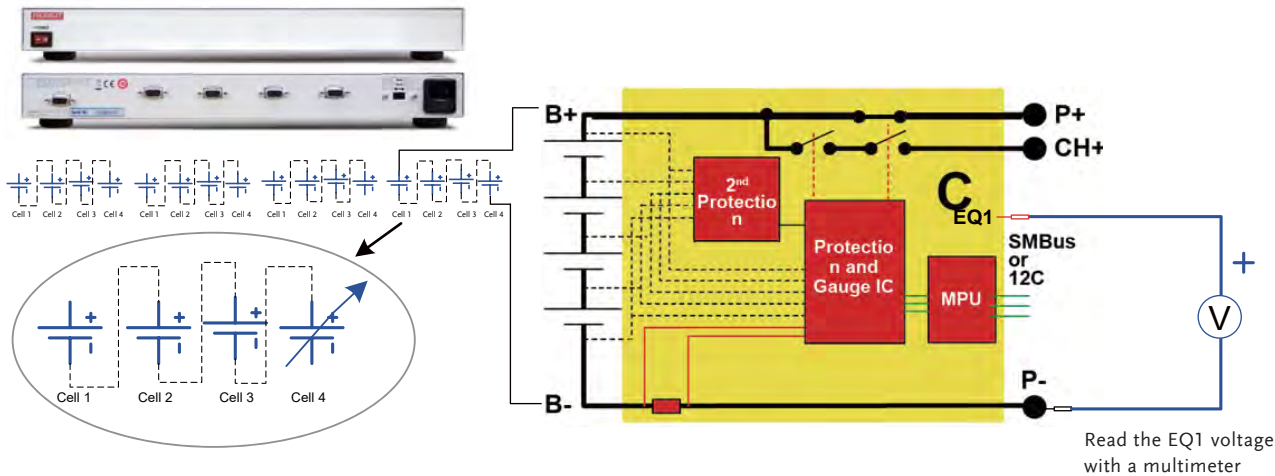 POWER
Cell 1 Cell 2 Cell 3 Cell 4
Cell 1 Cell 2 Cell 3 Cell 4
Cell 1 Cell 2 Cell 3 Cell 4
Cell 1 Cell 2 Cell 3 Cell 4
Cell 1
Cell 2
Cell 3
Cell 4
B+
B-
2nd
Protectio
n
Protectio
n and
Gauge IC
MPU
P+
CH+
C
EQ1
SMBus
or
12C
+
V
P-
Read the EQ1 voltage
with a multimeter